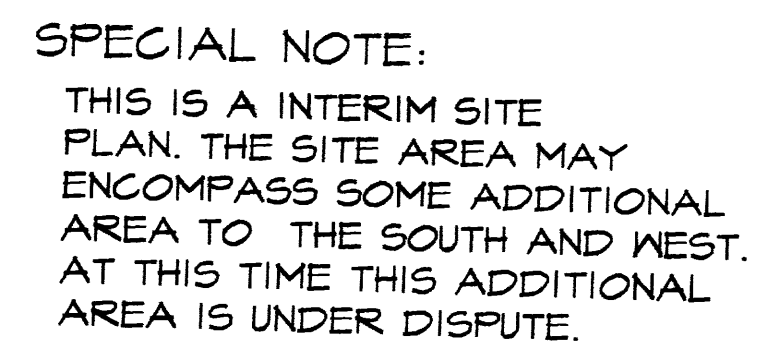 SPECIAL NOTE:
THIS IS A INTERIM SITE
PLAN. THE SITE AREA MAY
ENCOMPASS SOME ADDITIONAL
AREA TO THE SOUTH AND WEST.
AT THIS TIME THIS ADDITIONAL
AREA IS UNDER DISPUTE.